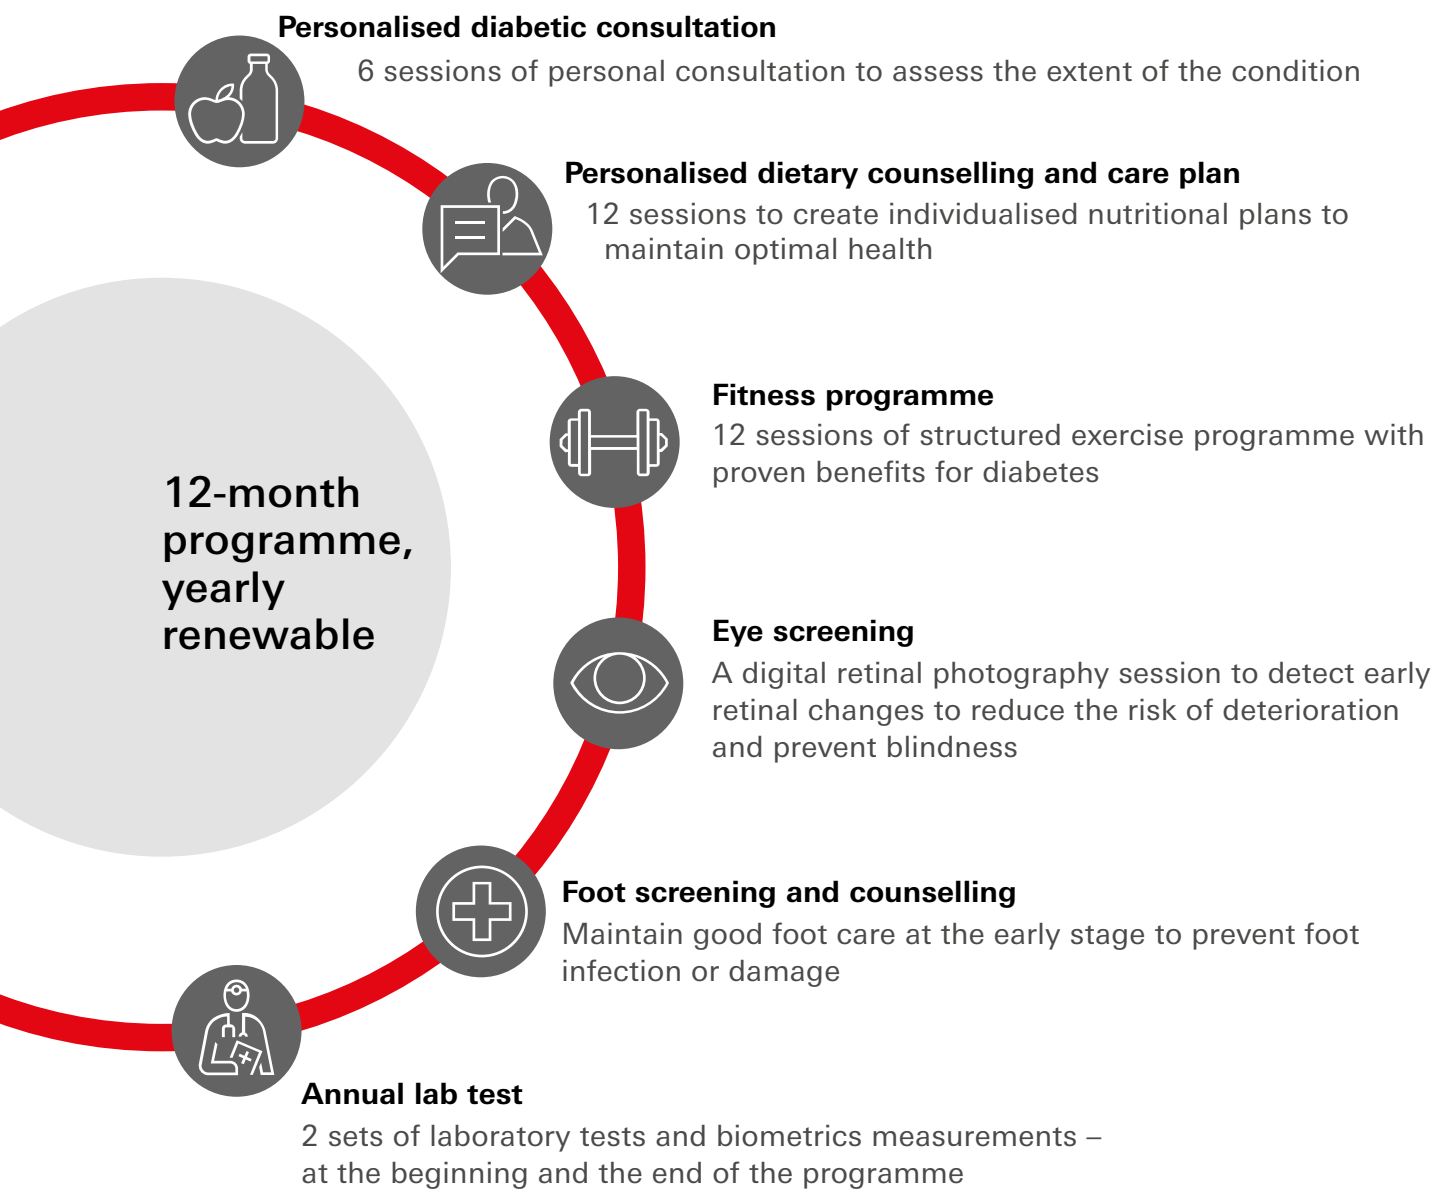 Personalised diabetic consultation
6 sessions of personal consultation to assess the extent of the condition
Personalised dietary counselling and care plan
12 sessions to create individualised nutritional plans to
maintain optimal health
Fitness programme
12 sessions of structured exercise programme with
proven benefits for diabetes
12-month
programme,
yearly
renewable
Eye screening
A digital retinal photography session to detect early
retinal changes to reduce the risk of deterioration
and prevent blindness
Foot screening and counselling
Maintain good foot care at the early stage to prevent foot
infection or damage
Annual lab test
2 sets of laboratory tests and biometrics measurements –
at the beginning and the end of the programme